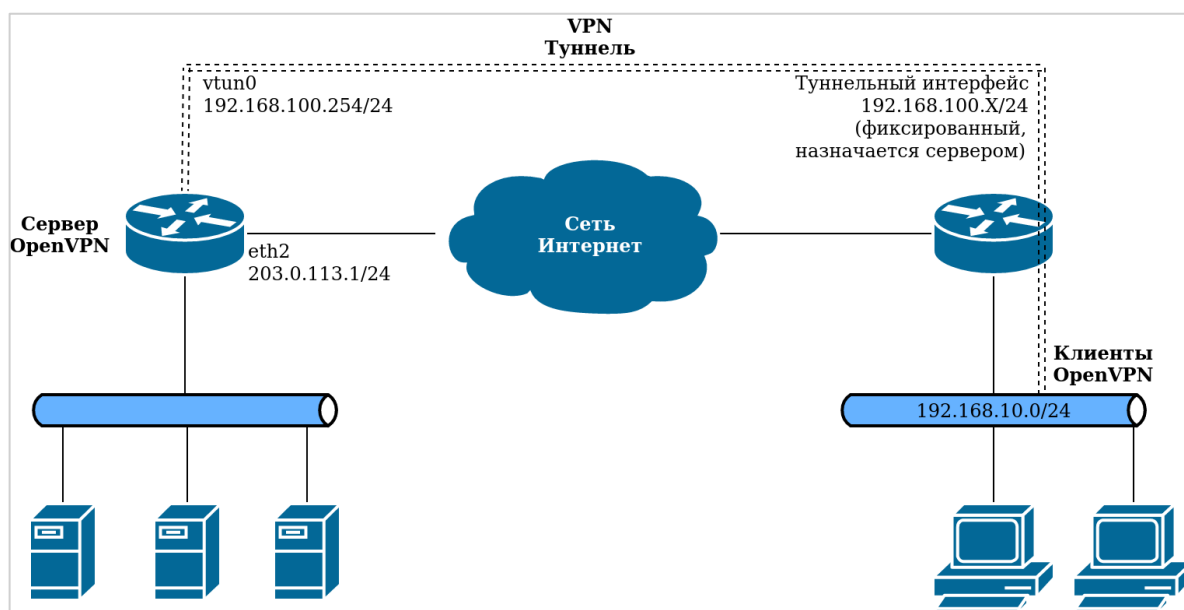 VPN
Туннель
vtun0
192.168.100.254/24
Туннельный интерфейс
192.168.100.X/24
(фиксированный,
назначается сервером)
Сервер
OpenVPN
eth2
203.0.113.1/24
Сеть
Интернет
Клиенты
OpenVPN
192.168.10.0/24